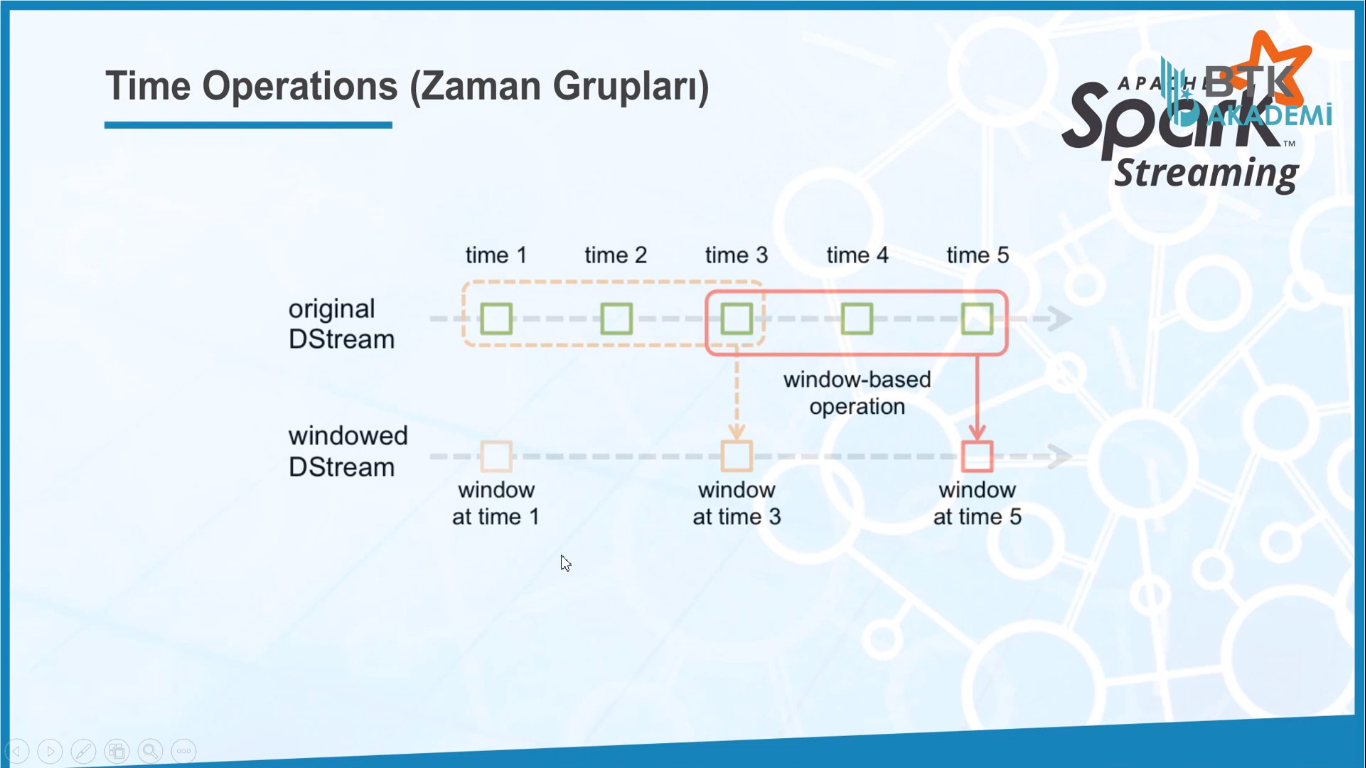 Time Operations (Zaman Grupları)
APACHE
Spark
TM
Streaming
BTK
AKADEMİ
time 1
time 2
time 3
time 4
time 5
original
DStream
window-based
operation
windowed
DStream
window
at time 1
window
at time 3
window
at time 5